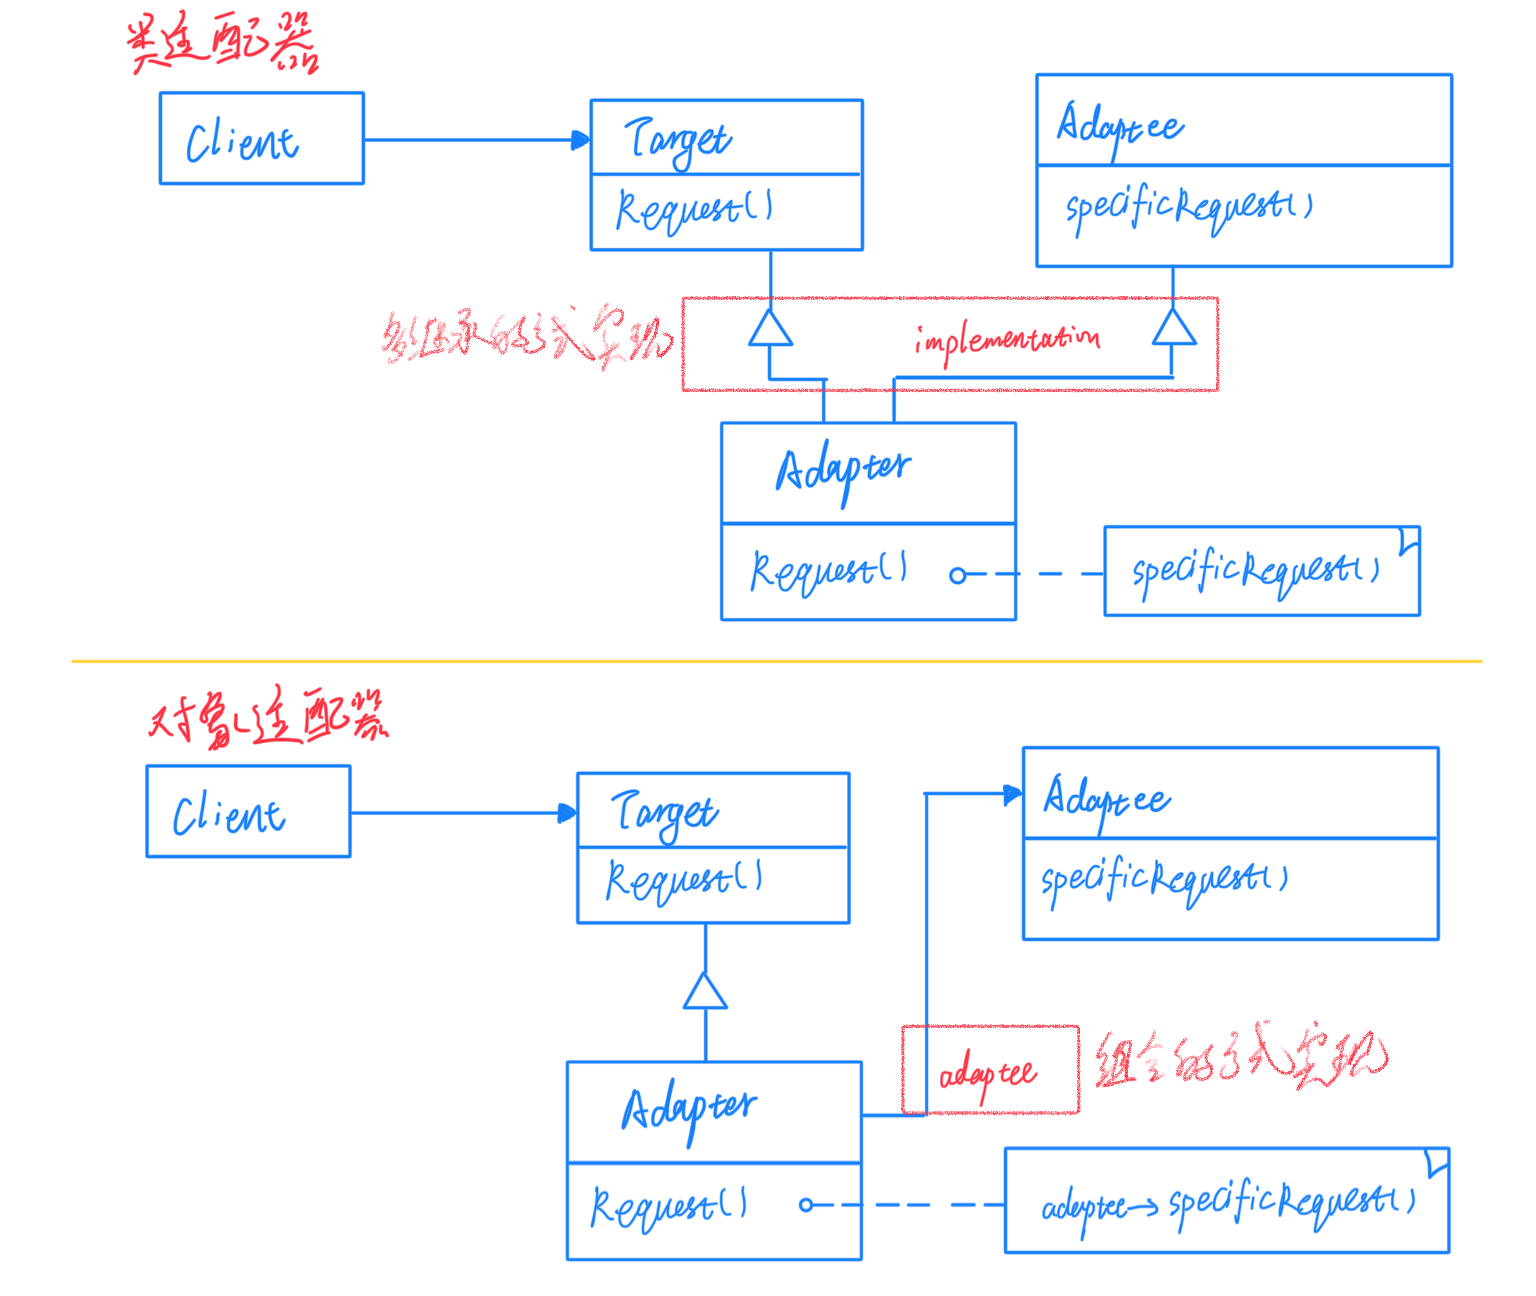 类适配器
Client
Target
Request()
Adaptee
specificRequest()
多继承的方式实现
implementation
Adapter
Request()
specificRequest()
对象适配器
Client
Target
Request()
Adaptee
specificRequest()
adaptee
组合的方式实现
Adapter
Request()
adaptee→specificRequest()